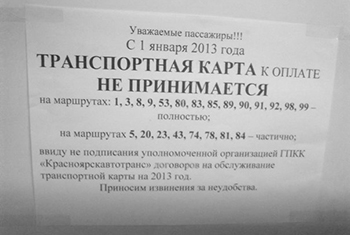 Уважаемые пассажиры!!!
С 1 января 2013 года
ТРАНСПОРТНАЯ КАРТА К ОПЛАТЕ
НЕ ПРИНИМАЕТСЯ
на маршрутах: 1, 3, 8, 9, 53, 80, 83, 85, 89, 90, 91, 92, 98, 99 –
полностью;
на маршрутах 5, 20, 23, 43, 74, 78, 81, 84 – частично;
ввиду не подписания уполномоченной организацией ГПКК
«Красноярскавтотранс» договоров на обслуживание
транспортной карты на 2013 год.
Приносим извинения за неудобства.